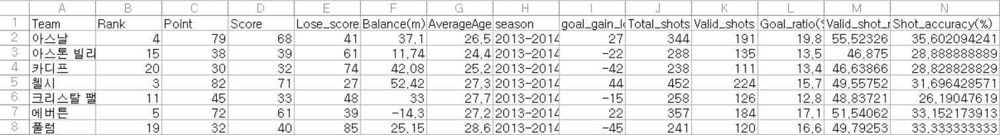 A B C D E F G H I J K L M N
1 Team Rank Point Score Lose_score Balance(m) AverageAge season goal_gain_l Total_shots Valid_shots Goal_ratio(% Valid_shot_r Shot_accuracy(%)
2 아스날 4 79 68 41 37,1 26,5 2013-2014 27 344 191 19,8 55,52326 35,602094241
3 아스톤 빌라 15 38 39 61 11,74 24,4 2013-2014 -22 288 135 13,5 46,875 28,888888889
4 카디프 20 30 32 74 42,08 25,2 2013-2014 -42 238 111 13,4 46,63866 28,828828829
5 첼시 3 82 71 27 52,42 27,3 2013-2014 44 452 224 15,7 49,55752 31,696428571
6 크리스탈 팰 11 45 33 48 33 27,7 2013-2014 -15 258 126 12,8 48,83721 26,19047619
7 에버튼 5 72 61 39 -14,3 27,2 2013-2014 22 357 184 17,1 51,54062 33,152173913
8 풀럼 19 32 40 85 25,15 28,6 2013-2014 -45 241 120 16,6 49,79253 33,333333333